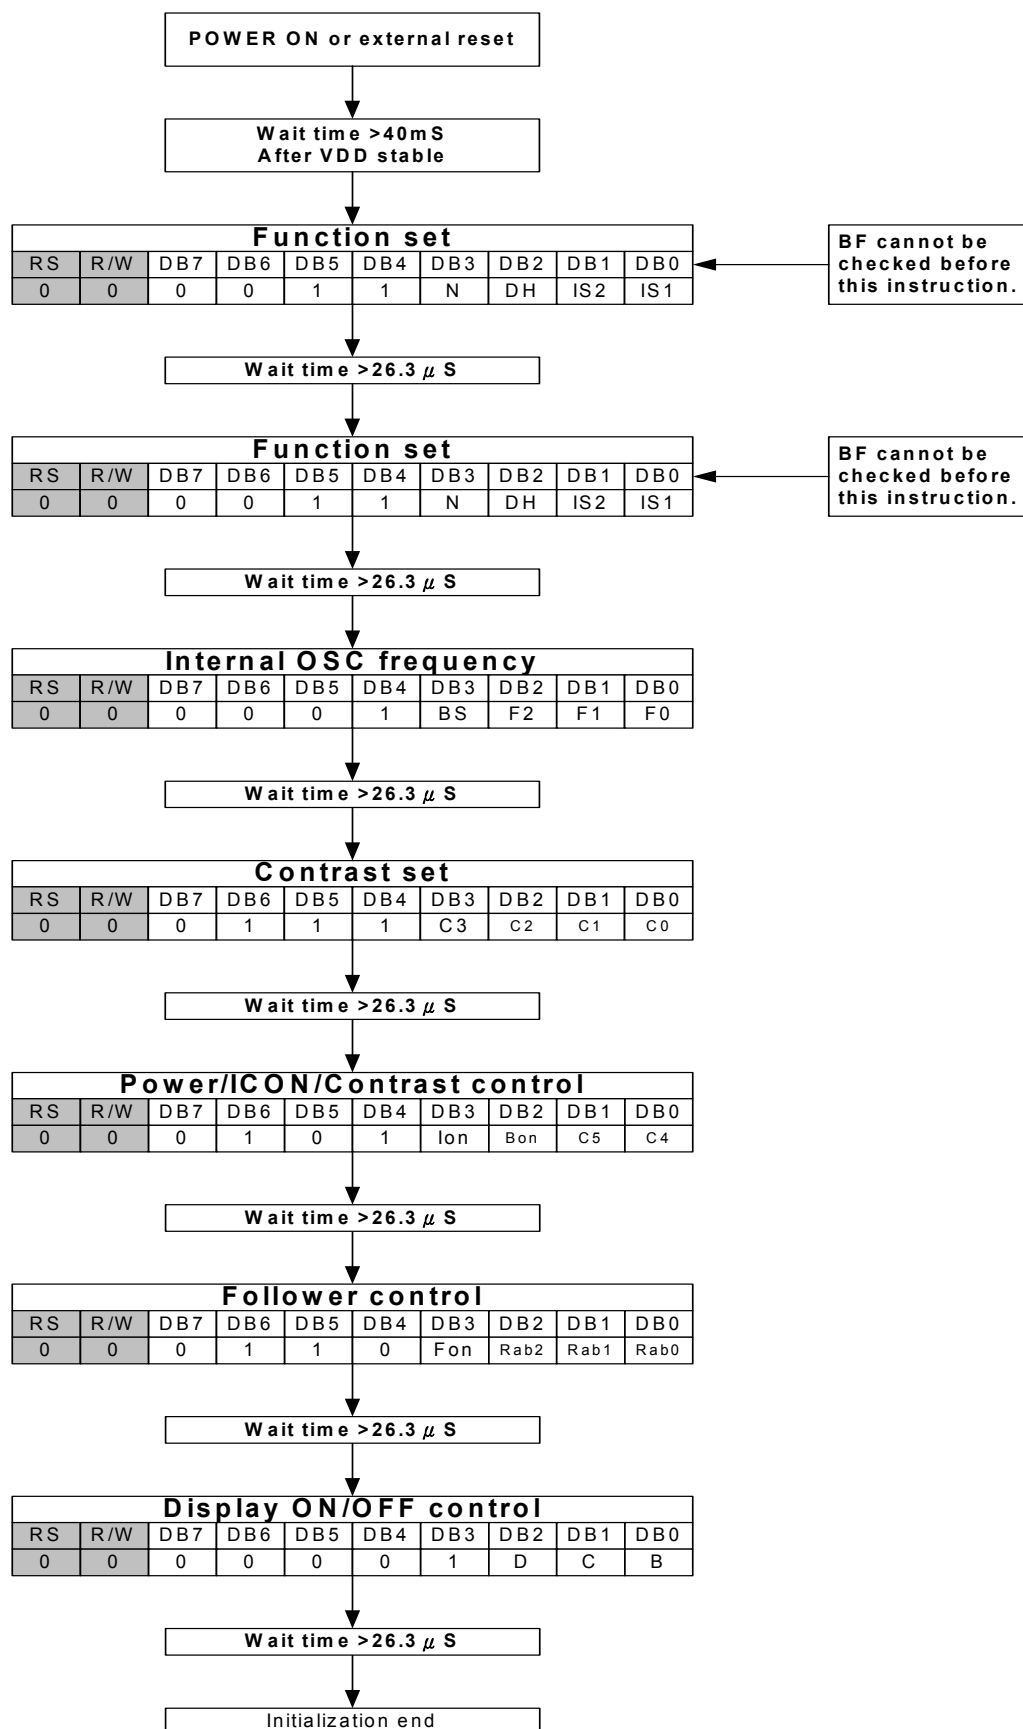 POWER ON or external reset
Wait time >40mS
After VDD stable
Function set
RS R/W DB7 DB6 DB5 DB4 DB3 DB2 DB1 DB0
0 0 0 0 1 1 N DH IS2 IS1
BF cannot be
checked before
this instruction.
Wait time >26.3 μS
Function set
RS R/W DB7 DB6 DB5 DB4 DB3 DB2 DB1 DB0
0 0 0 0 1 1 N DH IS2 IS1
BF cannot be
checked before
this instruction.
Wait time >26.3 μS
Internal OSC frequency
RS R/W DB7 DB6 DB5 DB4 DB3 DB2 DB1 DB0
0 0 0 0 0 1 BS F2 F1 F0
Wait time >26.3 μS
Contrast set
RS R/W DB7 DB6 DB5 DB4 DB3 DB2 DB1 DB0
0 0 0 1 1 1 C3 C2 C1 C0
Wait time >26.3 μS
Power/ICON/Contrast control
RS R/W DB7 DB6 DB5 DB4 DB3 DB2 DB1 DB0
0 0 0 1 0 1 Ion Bon C5 C4
Wait time >26.3 μS
Follower control
RS R/W DB7 DB6 DB5 DB4 DB3 DB2 DB1 DB0
0 0 0 1 1 0 Fon Rab2 Rab1 Rab0
Wait time >26.3 μS
Display ON/OFF control
RS R/W DB7 DB6 DB5 DB4 DB3 DB2 DB1 DB0
0 0 0 0 0 0 1 D C B
Wait time >26.3 μS
Initialization end